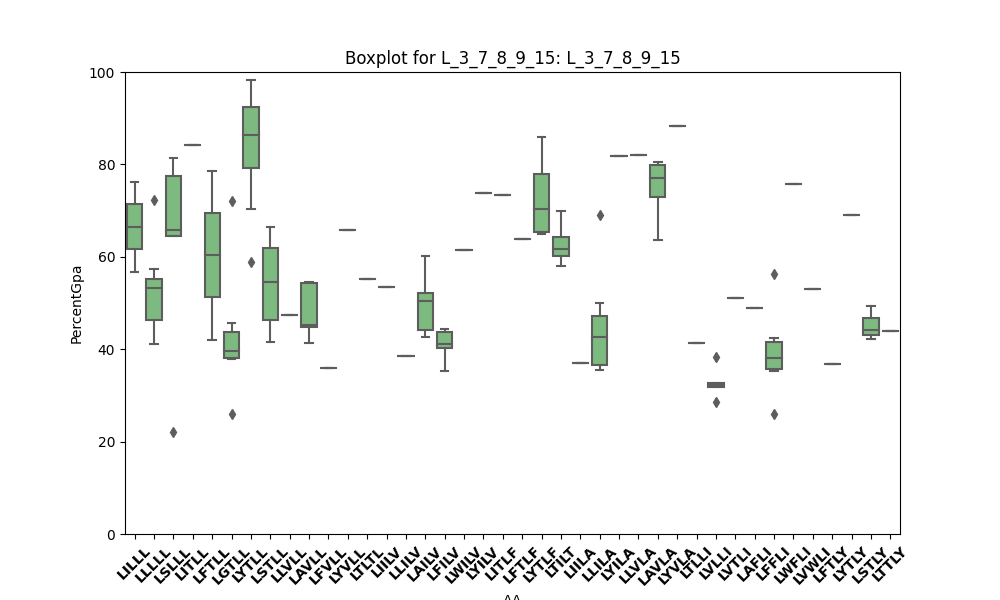 Boxplot for L_3_7_8_9_15: L_3_7_8_9_15
PercentGpa
100
80
60
40
20
0
LILLL LLLLL LSLLL LITLL LFTLL LGTLL LYTLL LSTLL LLVLL LAVLL LFVLL LYVLL LTLTL LIILV LLILV LAILV LFILV LWILV LYILV LITLF LFTLF LYTLF LTILT LIILA LLILA LYILA LLVLA LAVLA LYVLA LTLLI LVLLI LVTLI LAFLI LFFLI LWFLI LVWLI LFTLY LYTLY LSTLY LTTLY
AA